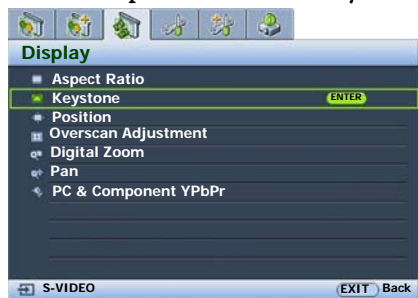 Display
Aspect Ratio
Keystone ENTER
Position
Overscan Adjustment
Digital Zoom
Pan
PC & Component YPbPr
S-VIDEO EXIT Back